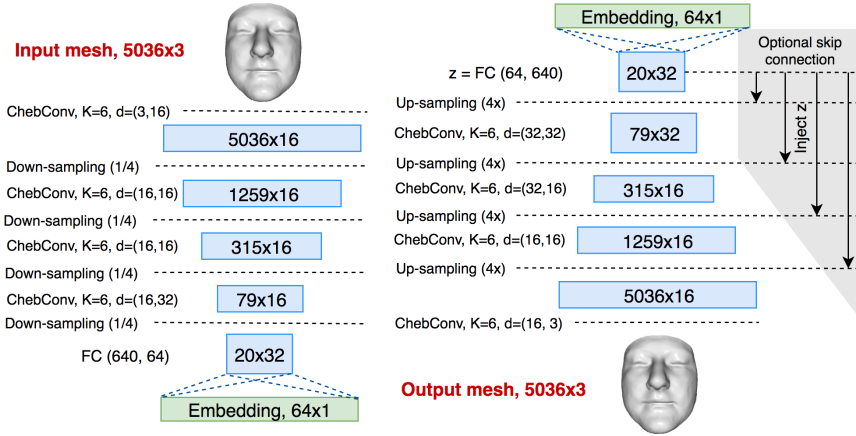 Input mesh, 5036x3
ChebConv, K=6, d=(3,16)
5036x16
Down-sampling (1/4)
ChebConv, K=6, d=(16,16)
1259x16
Down-sampling (1/4)
ChebConv, K=6, d=(16,16)
315x16
Down-sampling (1/4)
ChebConv, K=6, d=(16,32)
79x16
Down-sampling (1/4)
FC (640, 64)
20x32
Embedding, 64x1
Embedding, 64x1
z = FC (64, 640)
20x32
Up-sampling (4x)
ChebConv, K=6, d=(32,32)
79x32
Up-sampling (4x)
ChebConv, K=6, d=(32,16)
315x16
Up-sampling (4x)
ChebConv, K=6, d=(16,16)
1259x16
Up-sampling (4x)
5036x16
ChebConv, K=6, d=(16, 3)
Output mesh, 5036x3
Optional skip
connection
Inject z